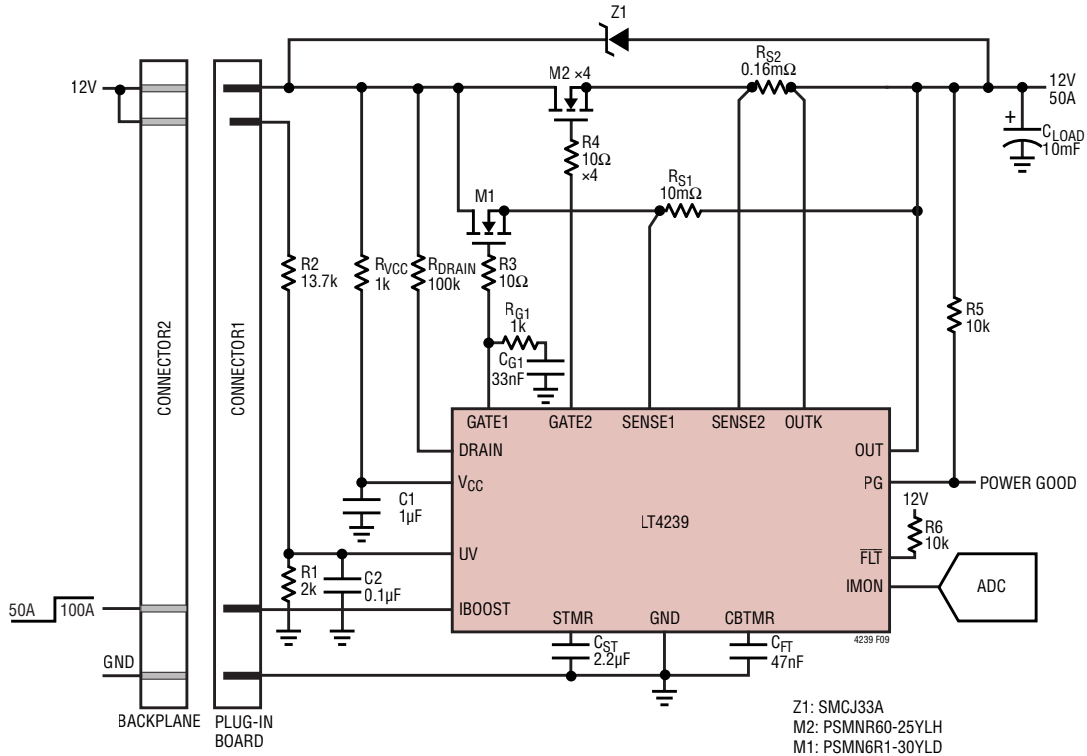 Z1
12V
M2 ×4
RS2
0.16mΩ
12V
50A
R4
10Ω
×4
+
CLOAD
10mF
M1
RS1
10mΩ
R2
13.7k
RVCC
1k
RDRAIN
100k
R3
10Ω
RG1
1k
CG1
33nF
R5
10k
CONNECTOR2
CONNECTOR1
GATE1
GATE2
SENSE1
SENSE2
OUTK
DRAIN
OUT
VCC
PG
POWER GOOD
C1
1µF
LT4239
12V
R6
10k
UV
FLT
R1
2k
C2
0.1µF
IMON
ADC
50A
100A
IBOOST
STMR
GND
CBTMR
4239 F09
CST
2.2µF
CFT
47nF
GND
BACKPLANE
PLUG-IN
BOARD
Z1: SMCJ33A
M2: PSMNR60-25YLH
M1: PSMN6R1-30YLD